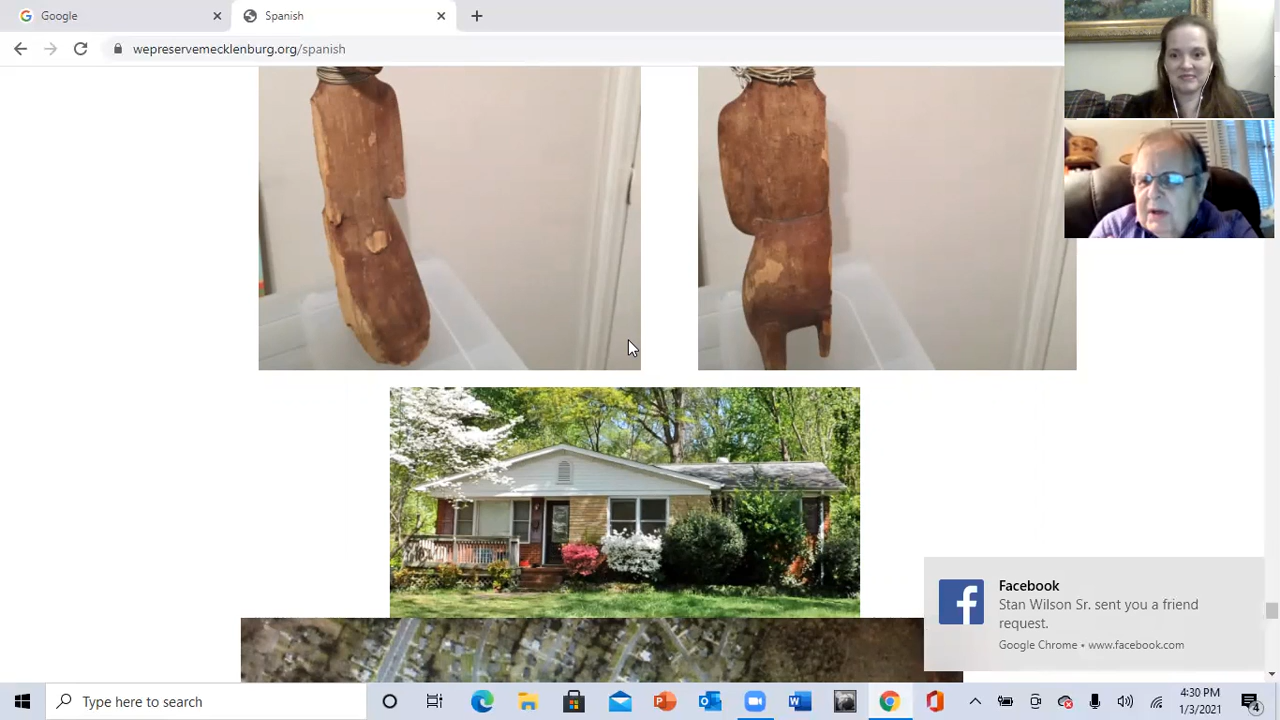 Google
Spanish
wepreservemecklenburg.org/spanish
Facebook
Stan Wilson Sr. sent you a friend
request.
Google Chrome • www.facebook.com
Type here to search
4:30 PM
1/3/2021
4